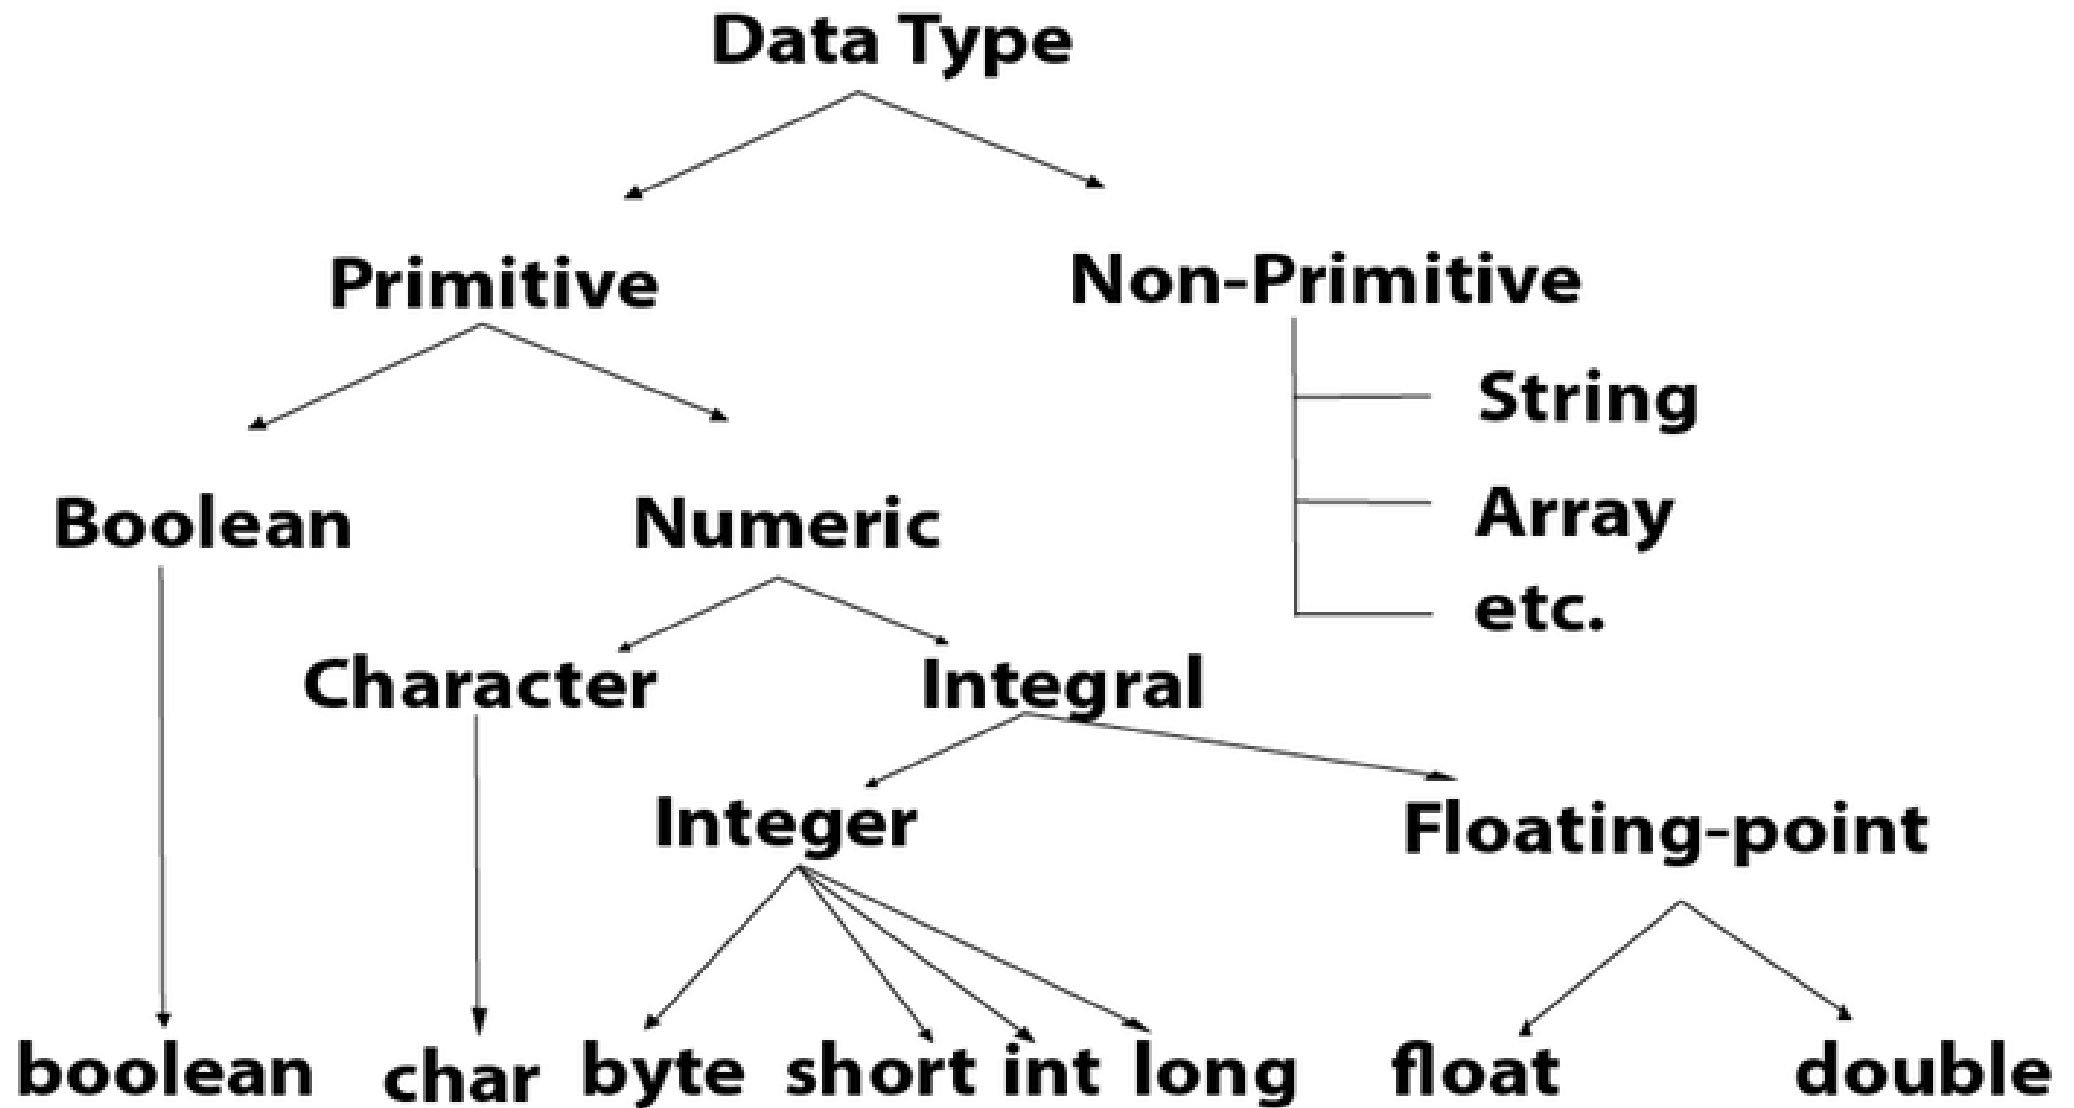 Data Type
Primitive
Non-Primitive
String
Array
etc.
Boolean
Numeric
Character
Integral
Integer
Floating-point
boolean
char
byte
short
int
long
float
double